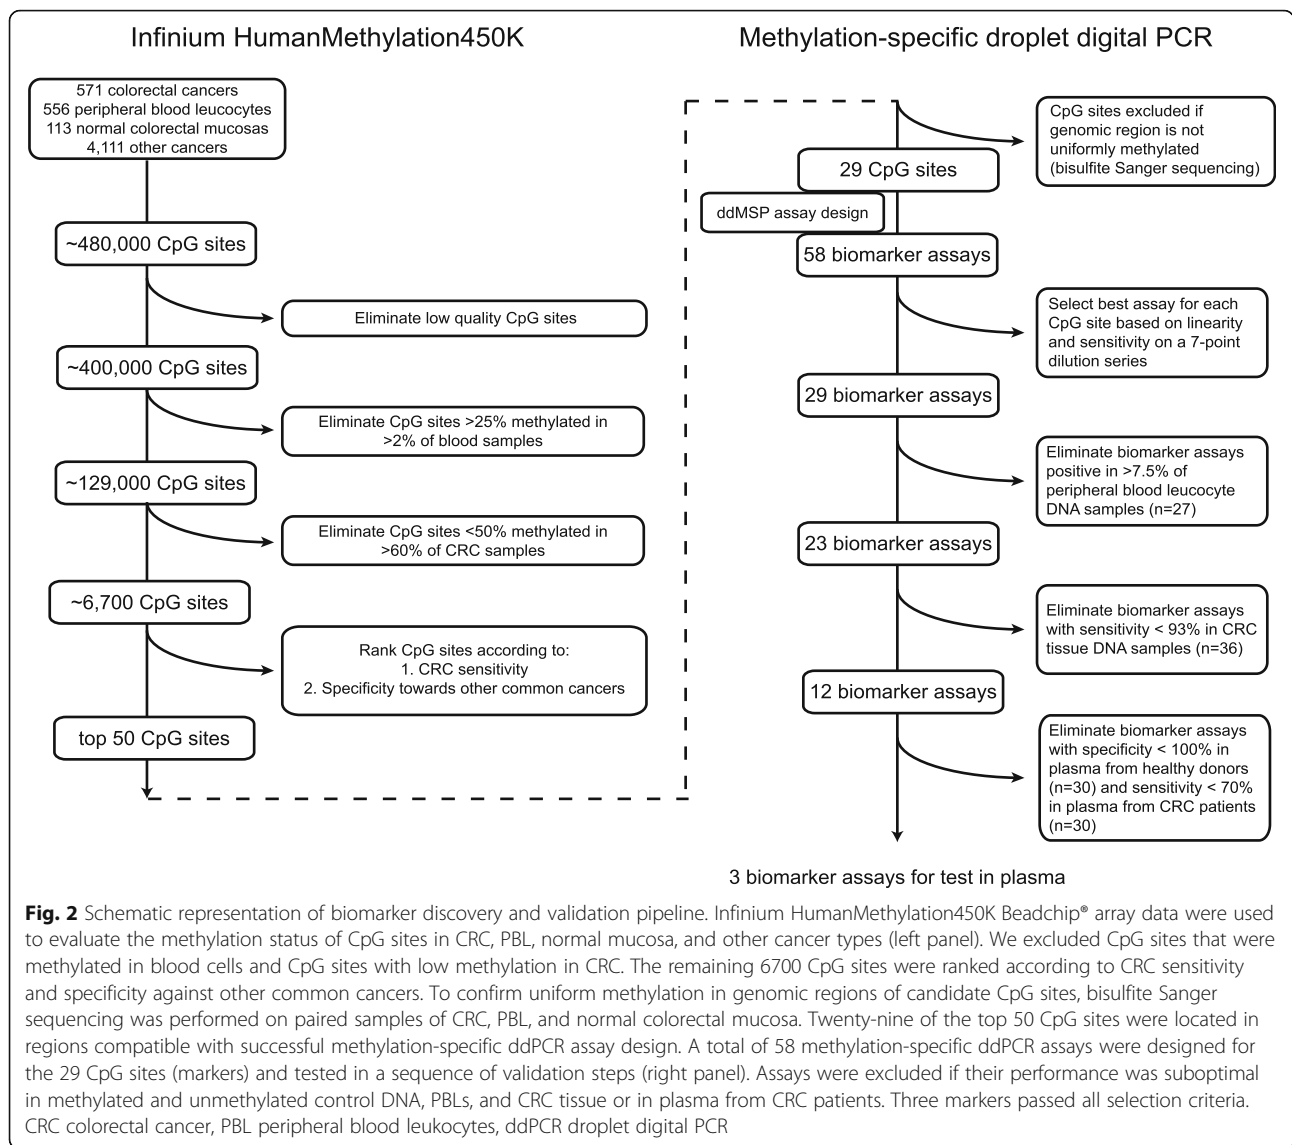 Infinium HumanMethylation450K
571 colorectal cancers
556 peripheral blood leucocytes
113 normal colorectal mucosas
4,111 other cancers
~480,000 CpG sites
Eliminate low quality CpG sites
~400,000 CpG sites
Eliminate CpG sites >25% methylated in
>2% of blood samples
~129,000 CpG sites
Eliminate CpG sites <50% methylated in
>60% of CRC samples
~6,700 CpG sites
Rank CpG sites according to:
1. CRC sensitivity
2. Specificity towards other common cancers
top 50 CpG sites
Methylation-specific droplet digital PCR
CpG sites excluded if
genomic region is not
uniformly methylated
(bisulfite Sanger sequencing)
29 CpG sites
ddMSP assay design
58 biomarker assays
Select best assay for each
CpG site based on linearity
and sensitivity on a 7-point
dilution series
29 biomarker assays
Eliminate biomarker assays
positive in >7.5% of
peripheral blood leucocyte
DNA samples (n=27)
23 biomarker assays
Eliminate biomarker assays
with sensitivity < 93% in CRC
tissue DNA samples (n=36)
12 biomarker assays
Eliminate biomarker assays
with specificity < 100% in
plasma from healthy donors
(n=30) and sensitivity < 70%
in plasma from CRC patients
(n=30)
3 biomarker assays for test in plasma
Fig. 2 Schematic representation of biomarker discovery and validation pipeline. Infinium HumanMethylation450K Beadchip® array data were used
to evaluate the methylation status of CpG sites in CRC, PBL, normal mucosa, and other cancer types (left panel). We excluded CpG sites that were
methylated in blood cells and CpG sites with low methylation in CRC. The remaining 6700 CpG sites were ranked according to CRC sensitivity
and specificity against other common cancers. To confirm uniform methylation in genomic regions of candidate CpG sites, bisulfite Sanger
sequencing was performed on paired samples of CRC, PBL, and normal colorectal mucosa. Twenty-nine of the top 50 CpG sites were located in
regions compatible with successful methylation-specific ddPCR assay design. A total of 58 methylation-specific ddPCR assays were designed for
the 29 CpG sites (markers) and tested in a sequence of validation steps (right panel). Assays were excluded if their performance was suboptimal
in methylated and unmethylated control DNA, PBLs, and CRC tissue or in plasma from CRC patients. Three markers passed all selection criteria.
CRC colorectal cancer, PBL peripheral blood leukocytes, ddPCR droplet digital PCR